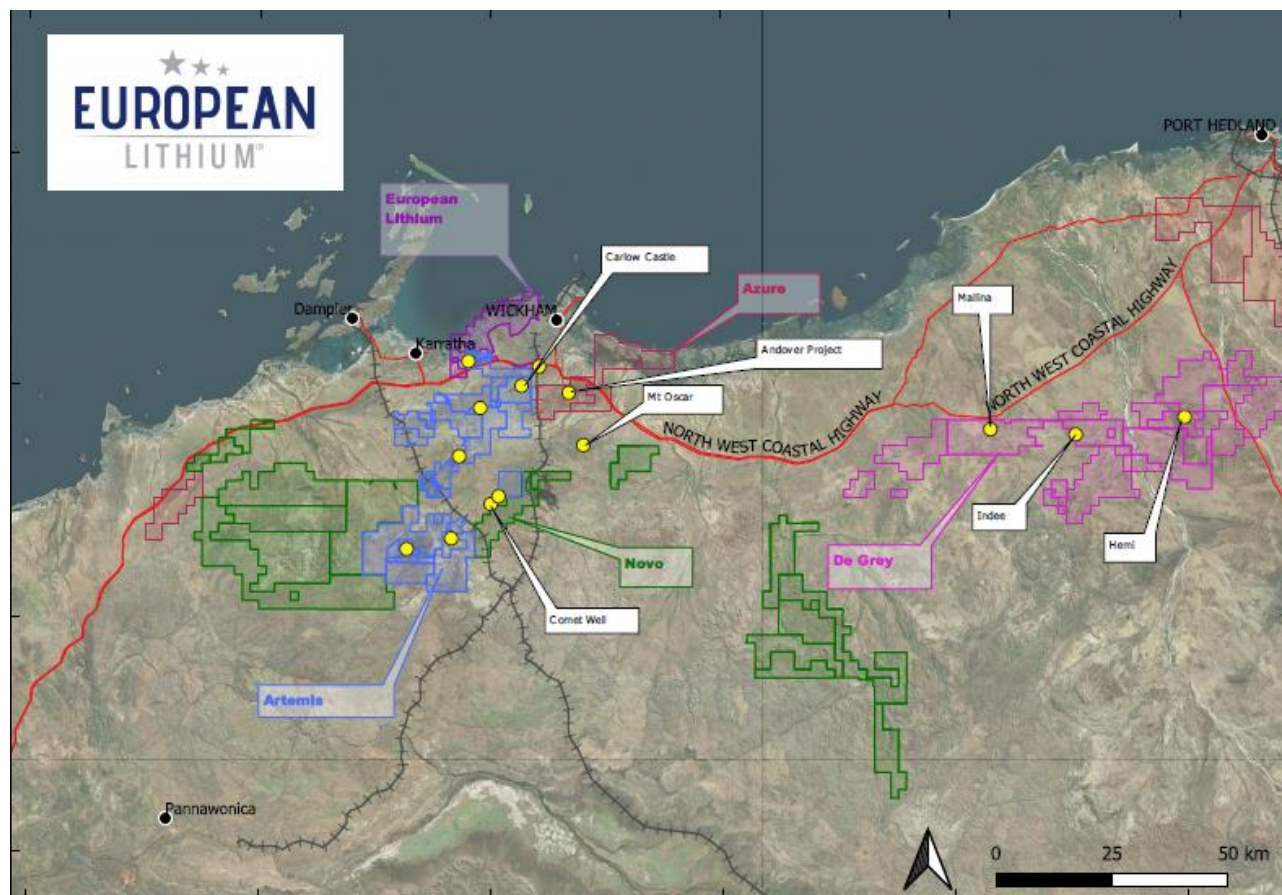 EUROPEAN
LITHIUM
PORT HEDLAND
European
Lithium
Carlow Castle
Dampier
WICKHAM
Azure
Mallina
Karratha
Andover Project
Mt Oscar
NORTH WEST COASTAL HIGHWAY
NORTH WEST COASTAL HIGHWAY
Indee
Hemi
Novo
De Grey
Comet Well
Artemis
Pannawonica
0 25 50 km